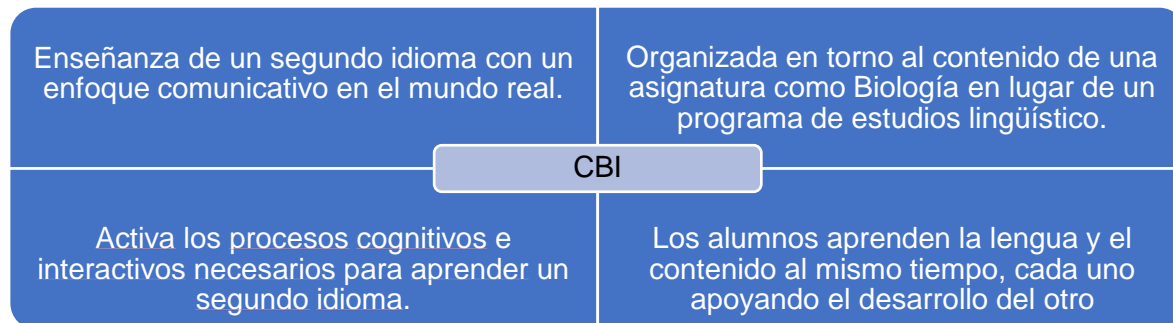 Enseñanza de un segundo idioma con un
enfoque comunicativo en el mundo real.
Organizada en torno al contenido de una
asignatura como Biología en lugar de un
programa de estudios lingüístico.
CBI
Activa los procesos cognitivos e
interactivos necesarios para aprender un
segundo idioma.
Los alumnos aprenden la lengua y el
contenido al mismo tiempo, cada uno
apoyando el desarrollo del otro